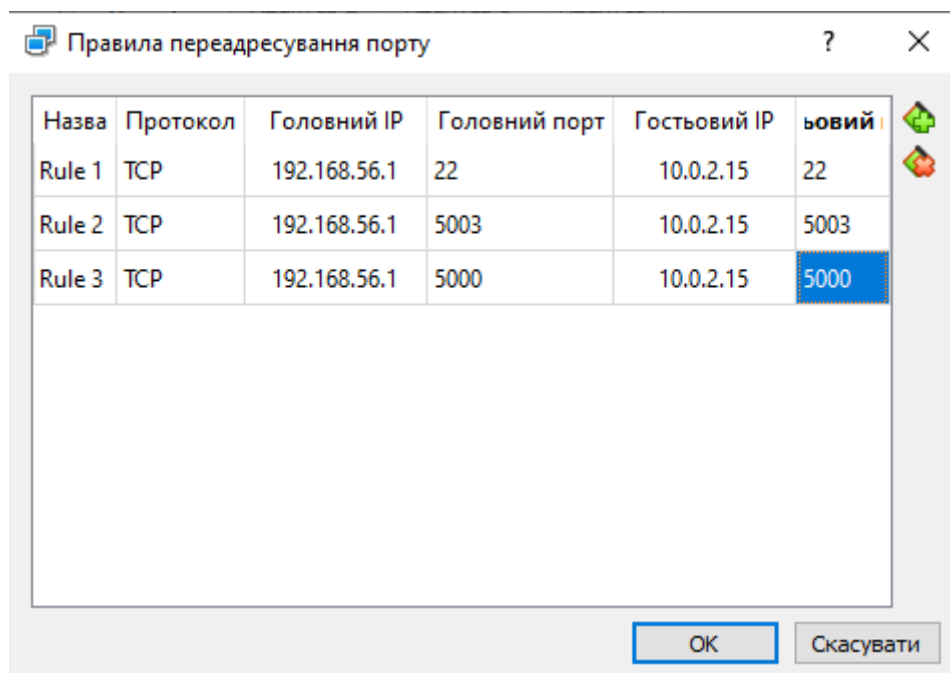 Правила переадресування порту ?
Назва Протокол Головний IP Головний порт Гостьовий IP ьовий
Rule 1 TCP 192.168.56.1 22 10.0.2.15 22
Rule 2 TCP 192.168.56.1 5003 10.0.2.15 5003
Rule 3 TCP 192.168.56.1 5000 10.0.2.15 5000
OK Скасувати